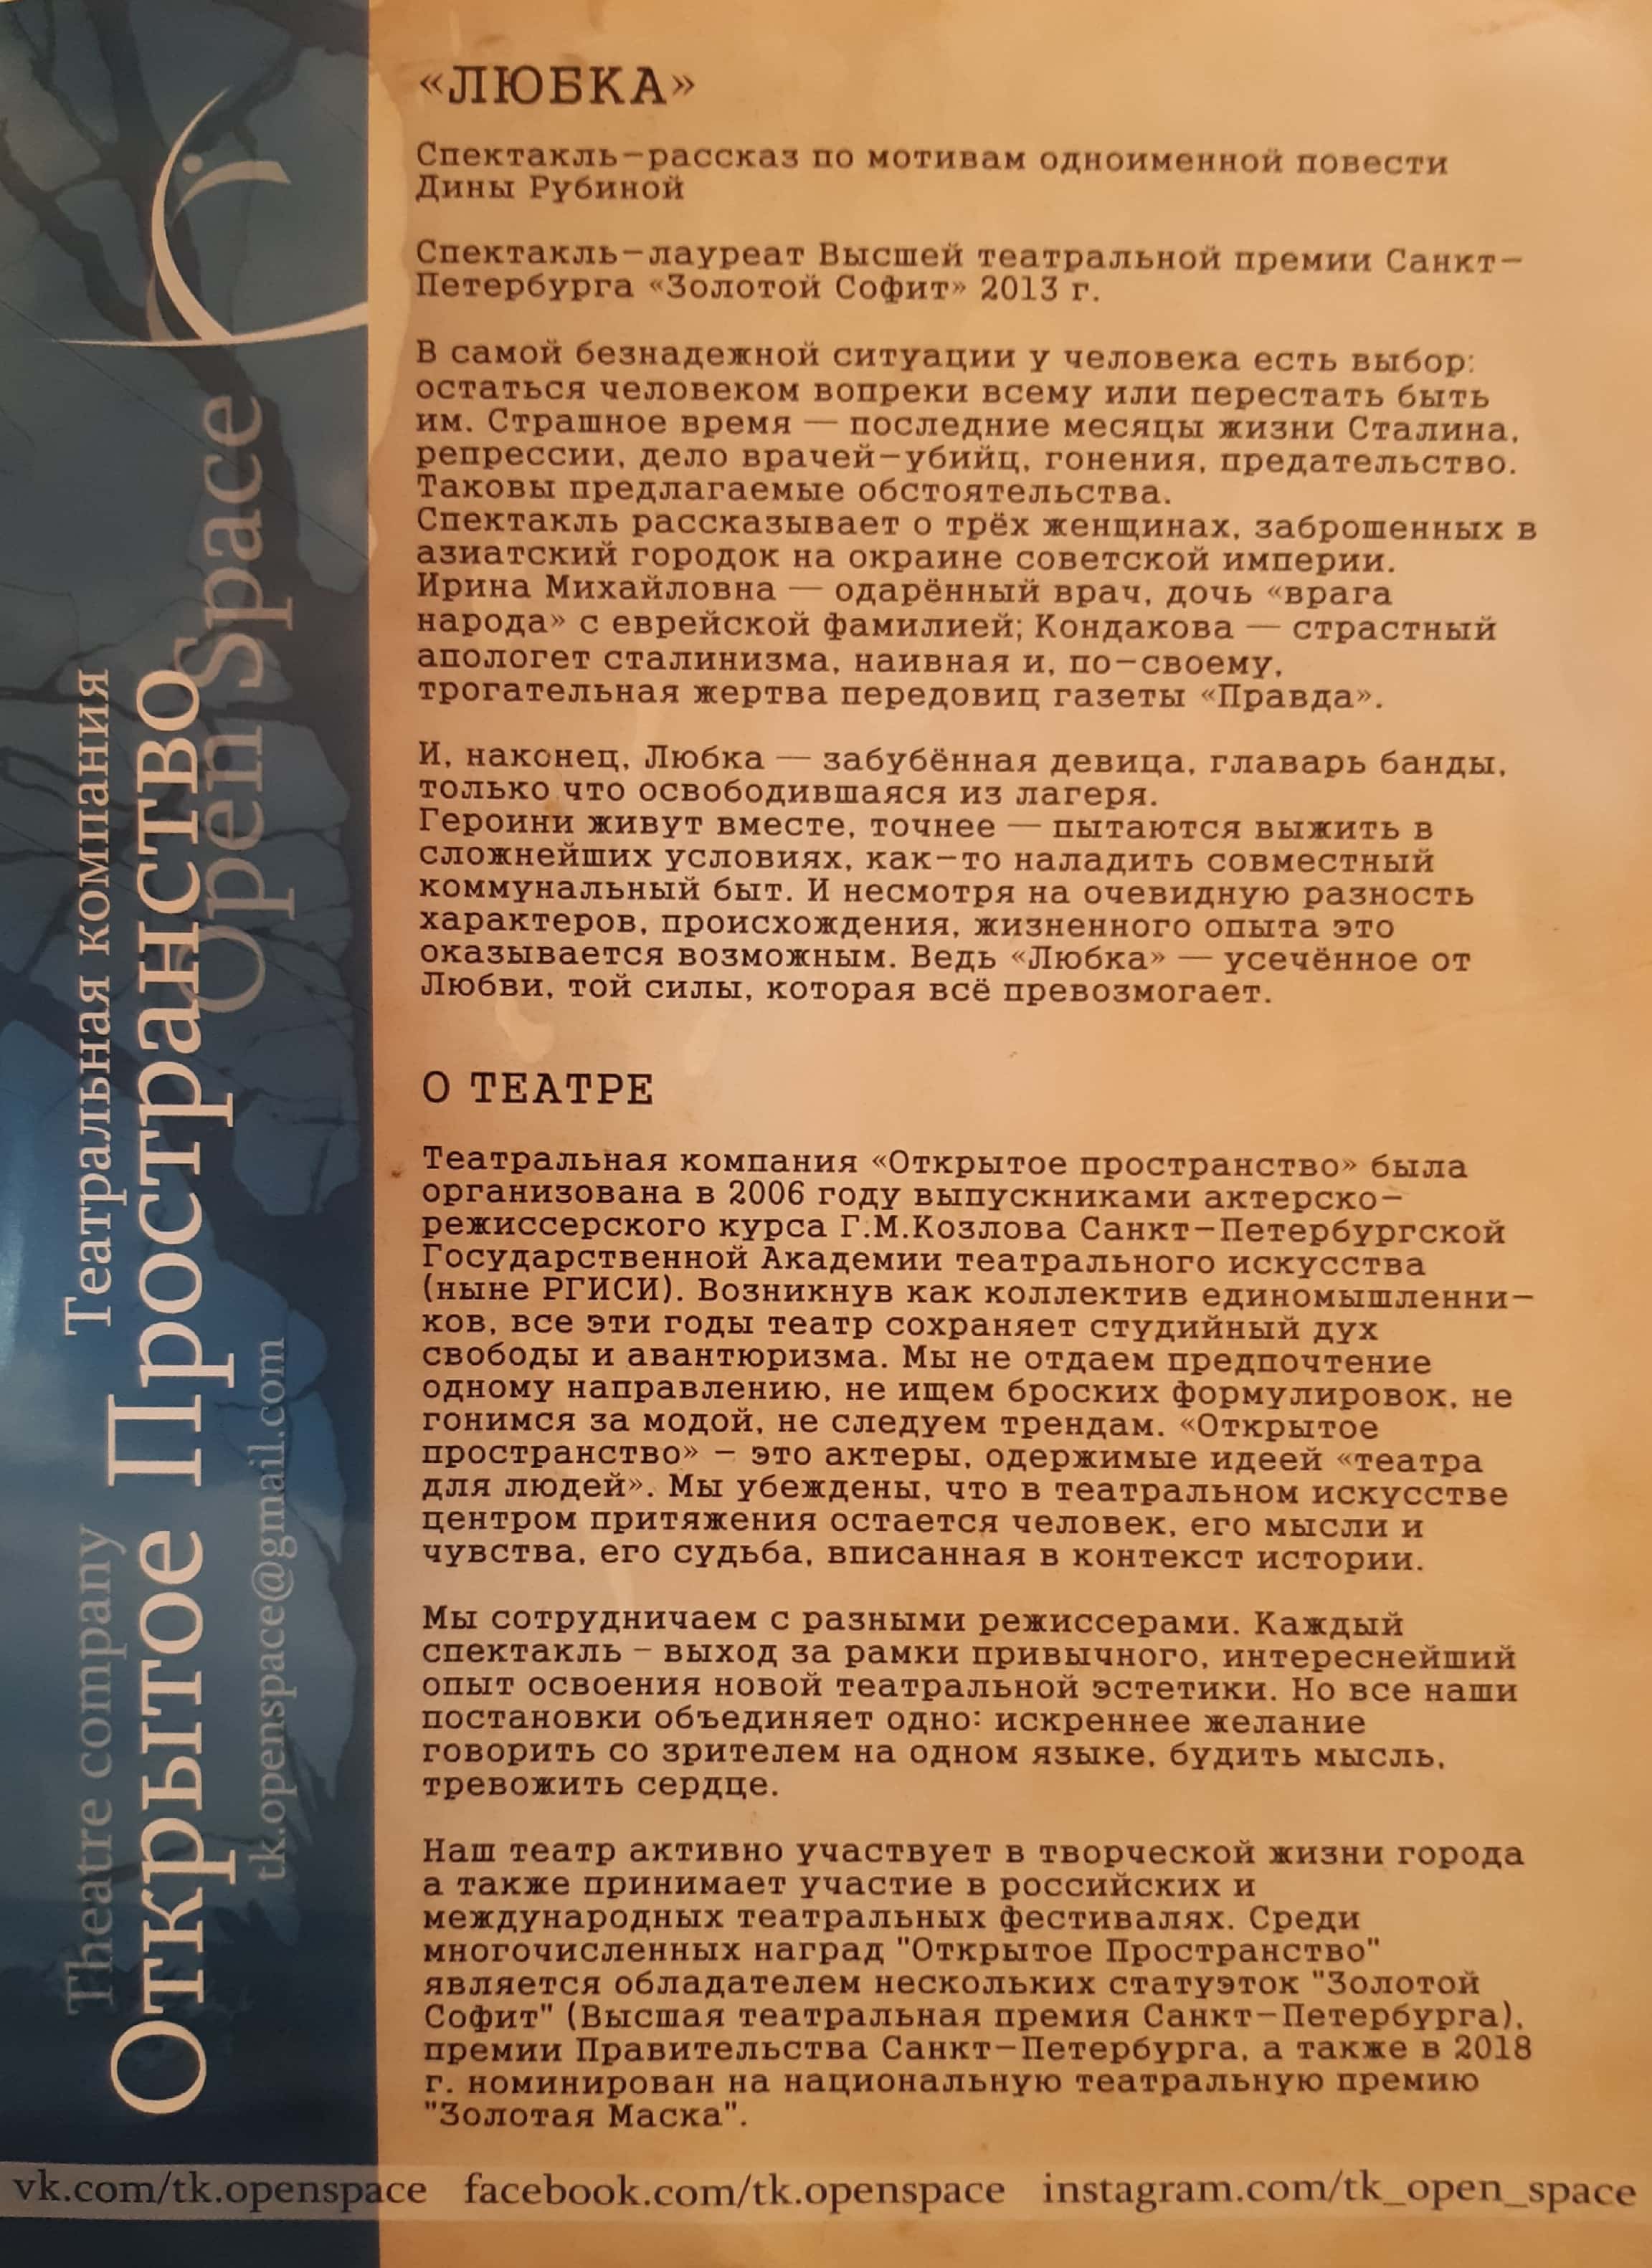 «ЛЮБКА»
Спектакль-рассказ по мотивам одноименной повести
Дины Рубиной
Спектакль-лауреат Высшей театральной премии Санкт-
Петербурга «Золотой Софит» 2013 г.
В самой безнадежной ситуации у человека есть выбор:
остаться человеком вопреки всему или перестать быть
им. Страшное время — последние месяцы жизни Сталина,
репрессии, дело врачей-убийц, гонения, предательство.
Таковы предлагаемые обстоятельства.
Спектакль рассказывает о трёх женщинах, заброшенных в
азиатский городок на окраине советской империи.
Ирина Михайловна — одарённый врач, дочь «врага
народа» с еврейской фамилией; Кондакова — страстный
апологет сталинизма, наивная и, по-своему,
трогательная жертва передовиц газеты «Правда».
И, наконец, Любка — забубённая девица, главарь банды,
только что освободившаяся из лагеря.
Героини живут вместе, точнее — пытаются выжить в
сложнейших условиях, как-то наладить совместный
коммунальный быт. И несмотря на очевидную разность
характеров, происхождения, жизненного опыта это
оказывается возможным. Ведь «Любка» — усечённое от
Любви, той силы, которая всё превозмогает.
О ТЕАТРЕ
Театральная компания «Открытое пространство» была
организована в 2006 году выпускниками актерско-
режиссерского курса Г.М.Козлова Санкт-Петербургской
Государственной Академии театрального искусства
(ныне РГИСИ). Возникнув как коллектив единомышленни-
ков, все эти годы театр сохраняет студийный дух
свободы и авантюризма. Мы не отдаем предпочтение
одному направлению, не ищем броских формулировок, не
гонимся за модой, не следуем трендам. «Открытое
пространство» – это актеры, одержимые идеей «театра
для людей». Мы убеждены, что в театральном искусстве
центром притяжения остается человек, его мысли и
чувства, его судьба, вписанная в контекст истории.
Мы сотрудничаем с разными режиссерами. Каждый
спектакль – выход за рамки привычного, интереснейший
опыт освоения новой театральной эстетики. Но все наши
постановки объединяет одно: искреннее желание
говорить со зрителем на одном языке, будить мысль,
тревожить сердце.
Наш театр активно участвует в творческой жизни города
а также принимает участие в российских и
международных театральных фестивалях. Среди
многочисленных наград "Открытое Пространство"
является обладателем нескольких статуэток "Золотой
Софит" (Высшая театральная премия Санкт-Петербурга),
премии Правительства Санкт-Петербурга, а также в 2018
г. номинирован на национальную театральную премию
"Золотая Маска".
Theatre company Театральная компания
Открытое Пространство
Open Space
tk.openspace@gmail.com
vk.com/tk.openspace facebook.com/tk.openspace instagram.com/tk_open_space